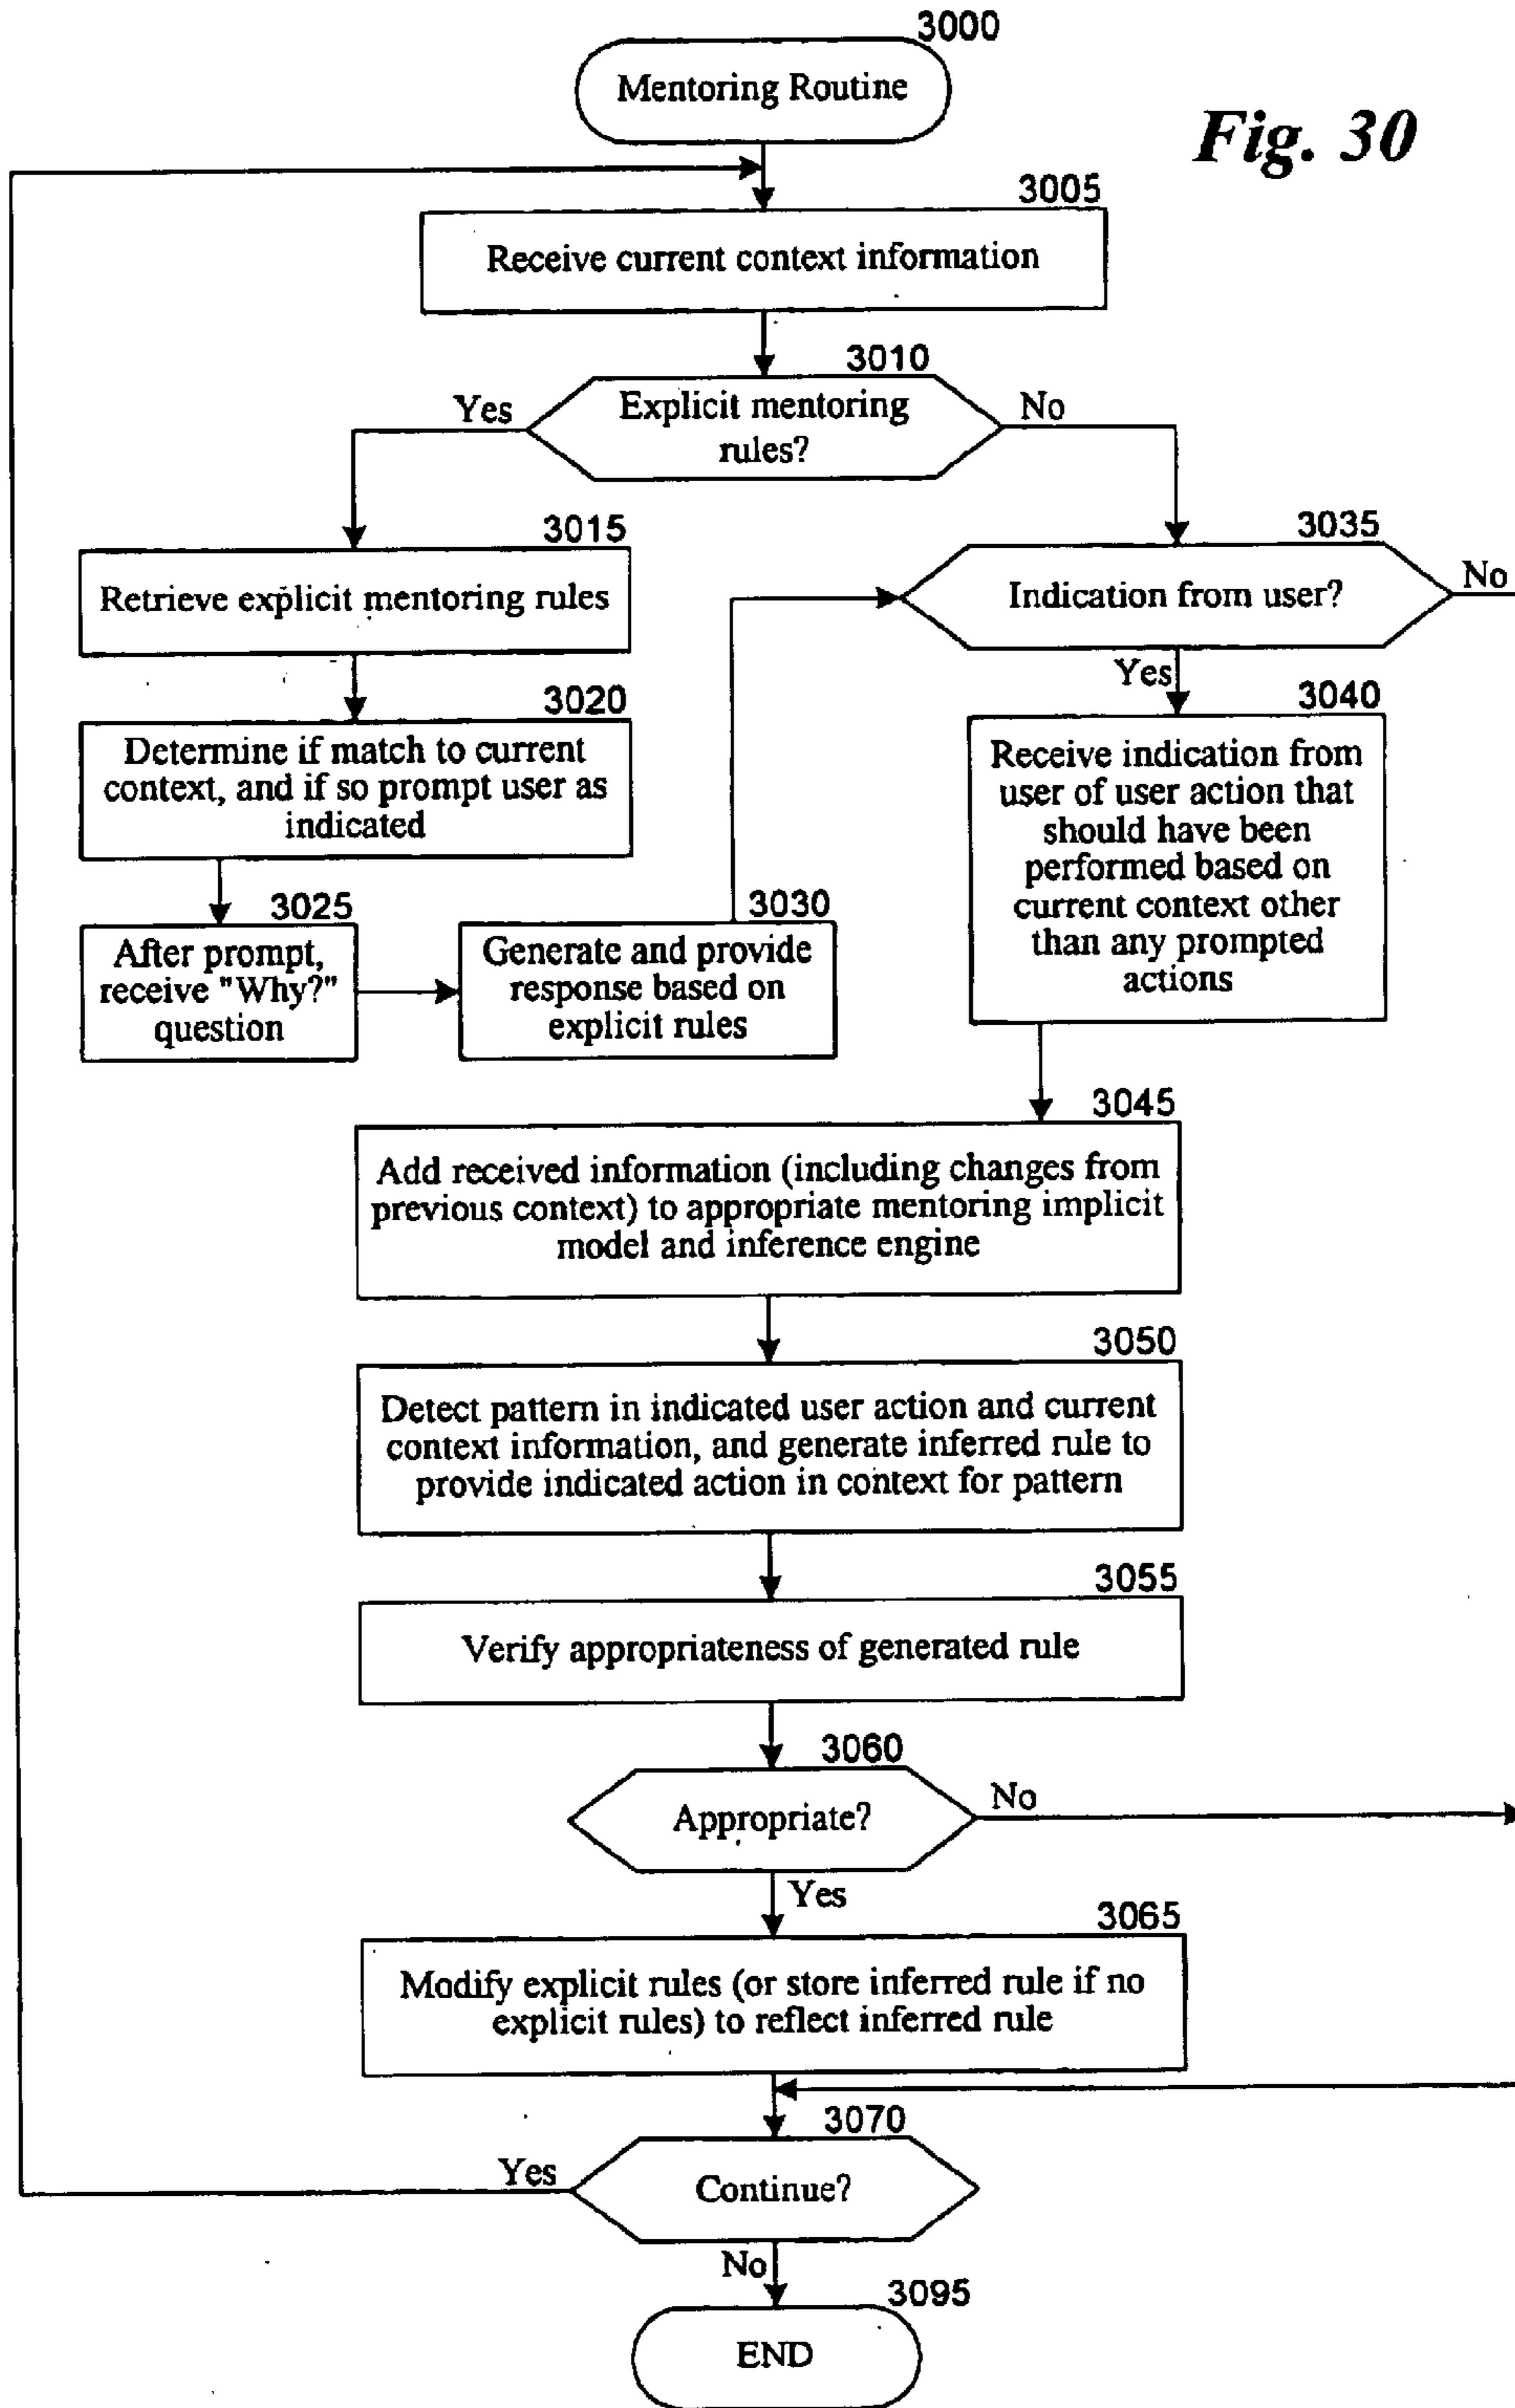 3000
Mentoring Routine
Fig. 30
3005
Receive current context information
3010
Yes
Explicit mentoring
rules?
No
3015
Retrieve explicit mentoring rules
3035
Indication from user?
No
Yes
3020
Determine if match to current
context, and if so prompt user as
indicated
3025
After prompt,
receive "Why?"
question
3030
Generate and provide
response based on
explicit rules
3040
Receive indication from
user of user action that
should have been
performed based on
current context other
than any prompted
actions
3045
Add received information (including changes from
previous context) to appropriate mentoring implicit
model and inference engine
3050
Detect pattern in indicated user action and current
context information, and generate inferred rule to
provide indicated action in context for pattern
3055
Verify appropriateness of generated rule
3060
Appropriate?
No
Yes
3065
Modify explicit rules (or store inferred rule if no
explicit rules) to reflect inferred rule
3070
Yes
Continue?
No
3095
END